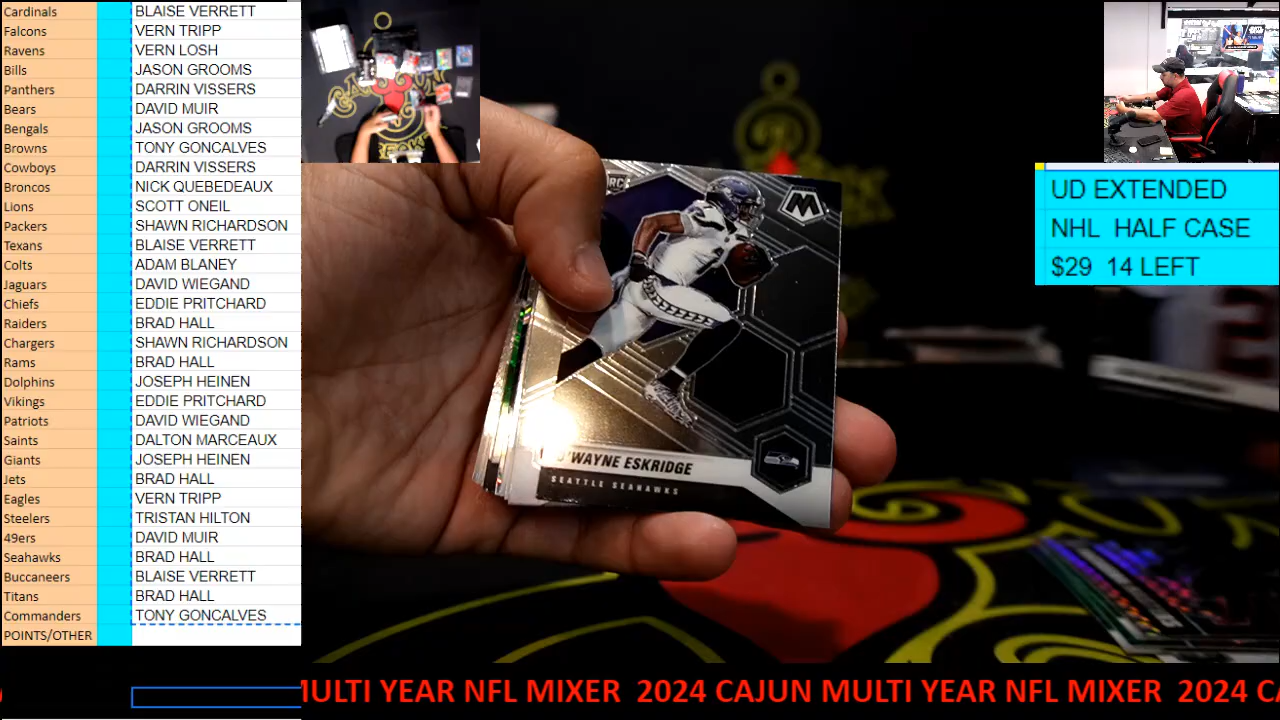 Cardinals BLAISE VERRETT
Falcons VERN TRIPP
Ravens VERN LOSH
Bills JASON GROOMS
Panthers DARRIN VISSERS
Bears DAVID MUIR
Bengals JASON GROOMS
Browns TONY GONCALVES
Cowboys DARRIN VISSERS
Broncos NICK QUEBEDEAUX
Lions SCOTT ONEIL
Packers SHAWN RICHARDSON
Texans BLAISE VERRETT
Colts ADAM BLANEY
Jaguars DAVID WIEGAND
Chiefs EDDIE PRITCHARD
Raiders BRAD HALL
Chargers SHAWN RICHARDSON
Rams BRAD HALL
Dolphins JOSEPH HEINEN
Vikings EDDIE PRITCHARD
Patriots DAVID WIEGAND
Saints DALTON MARCEAUX
Giants JOSEPH HEINEN
Jets BRAD HALL
Eagles VERN TRIPP
Steelers TRISTAN HILTON
49ers DAVID MUIR
Seahawks BRAD HALL
Buccaneers BLAISE VERRETT
Titans BRAD HALL
Commanders TONY GONCALVES
POINTS/OTHER
UD EXTENDED
NHL HALF CASE
$29 14 LEFT
RC
D'WAYNE ESKRIDGE
SEATTLE SEAHAWKS
MULTI YEAR NFL MIXER 2024 CAJUN MULTI YEAR NFL MIXER 2024 CA